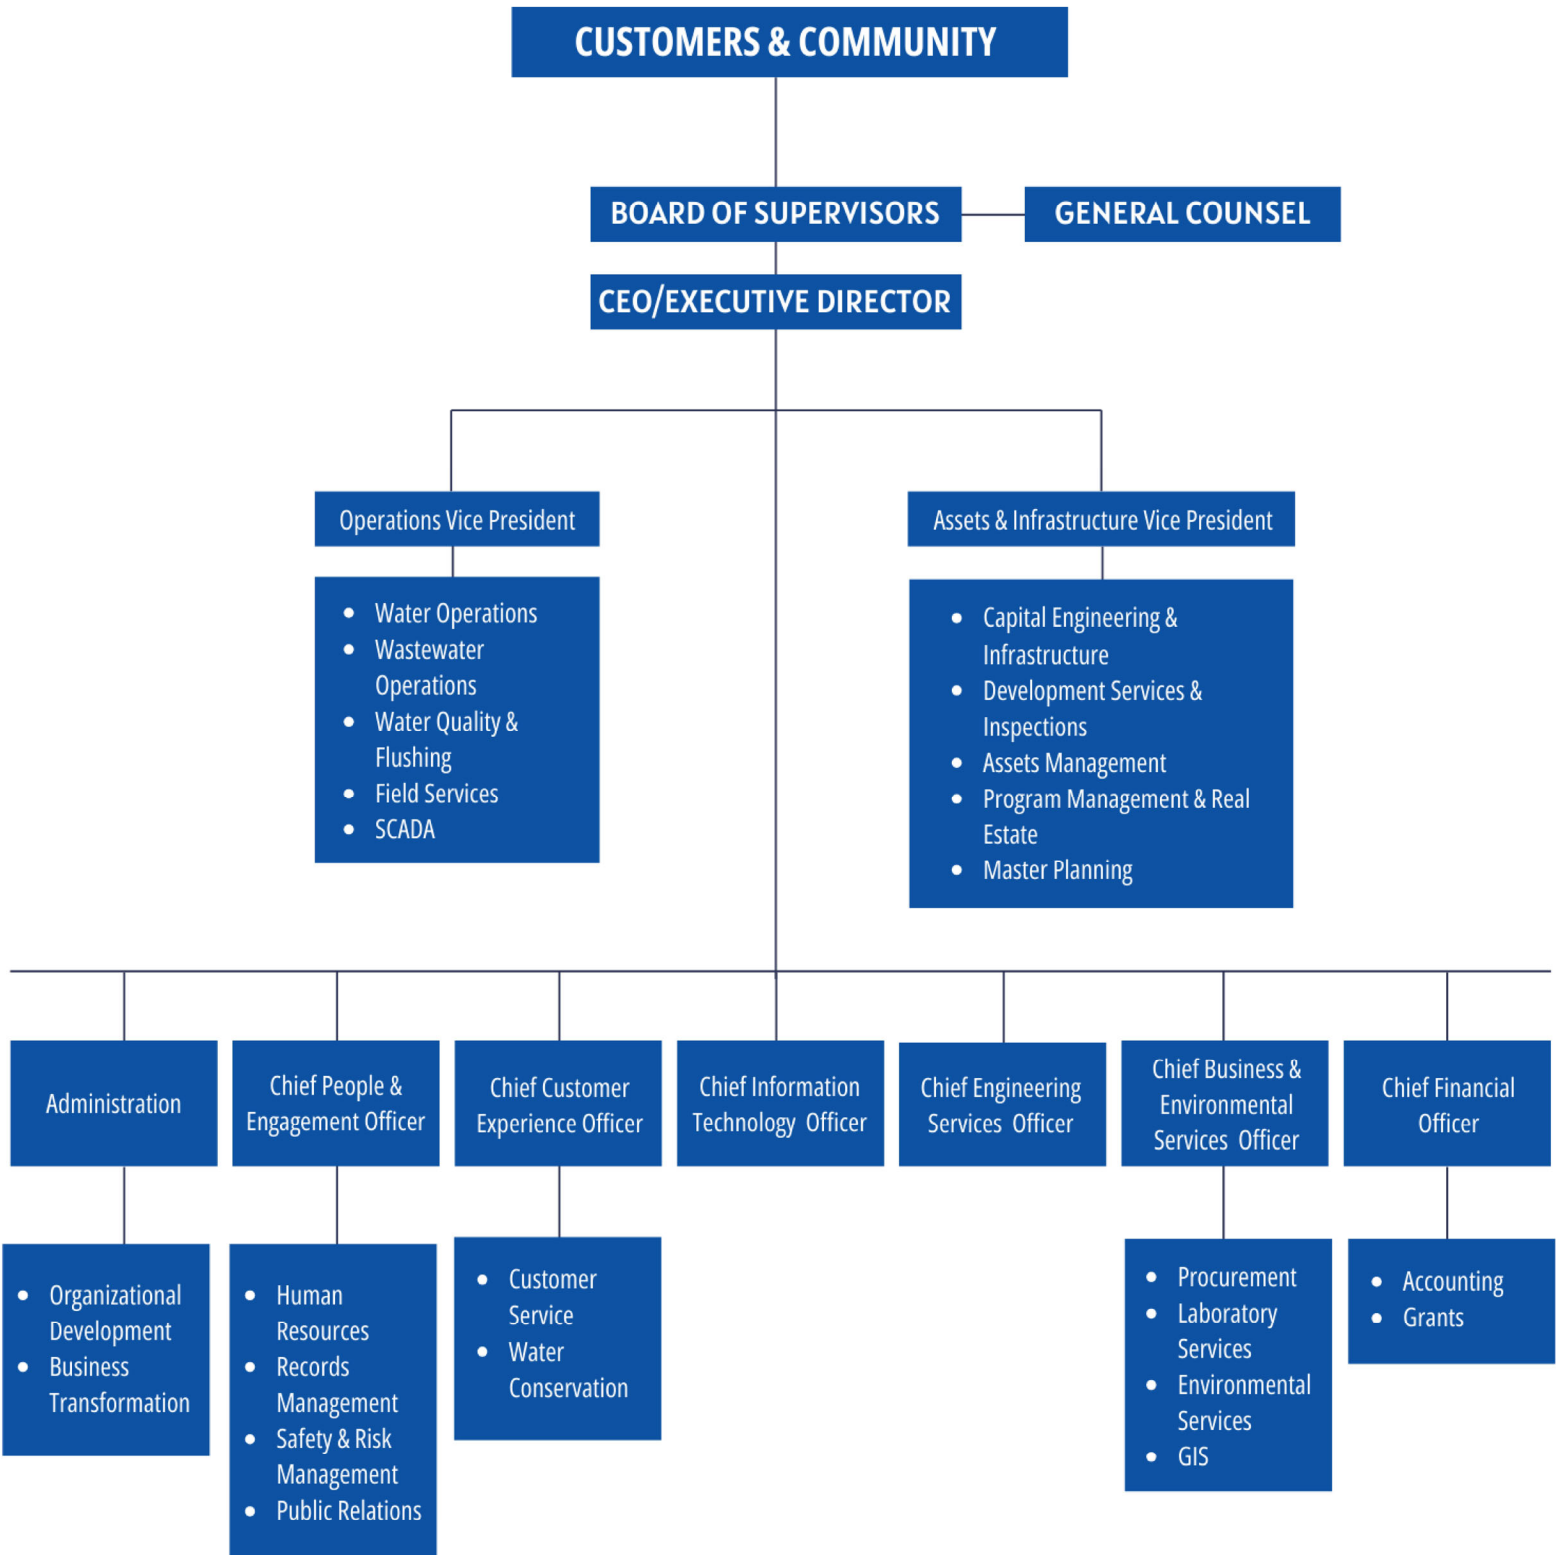 CUSTOMERS & COMMUNITY
BOARD OF SUPERVISORS
GENERAL COUNSEL
CEO/EXECUTIVE DIRECTOR
Operations Vice President
Assets & Infrastructure Vice President
Water Operations
Wastewater
Operations
Water Quality &
Flushing
Field Services
SCADA
Capital Engineering &
Infrastructure
Development Services &
Inspections
Assets Management
Program Management & Real
Estate
Master Planning
Administration
Chief People &
Engagement Officer
Chief Customer
Experience Officer
Chief Information
Technology Officer
Chief Engineering
Services Officer
Chief Business &
Environmental
Services Officer
Chief Financial
Officer
Organizational
Development
Business
Transformation
Human
Resources
Records
Management
Safety & Risk
Management
Public Relations
Customer
Service
Water
Conservation
Procurement
Laboratory
Services
Environmental
Services
GIS
Accounting
Grants